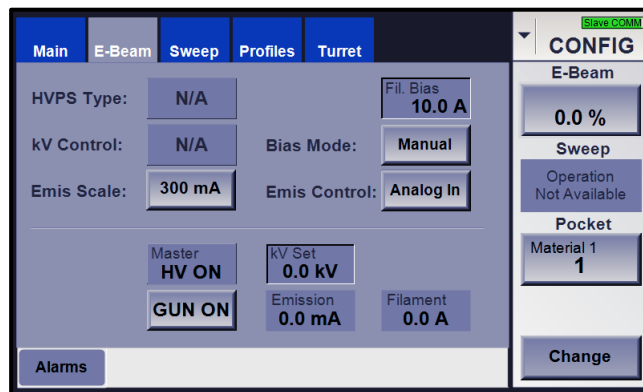 Main
E-Beam
Sweep
Profiles
Turret
Slave COMM
CONFIG
HVPS Type:
N/A
Fil. Bias
10.0 A
kV Control:
N/A
Bias Mode:
Manual
Emis Scale:
300 mA
Emis Control:
Analog In
Master
HV ON
kV Set
0.0 kV
GUN ON
Emission
0.0 mA
Filament
0.0 A
E-Beam
0.0 %
Sweep
Operation
Not Available
Pocket
Material 1
1
Alarms
Change